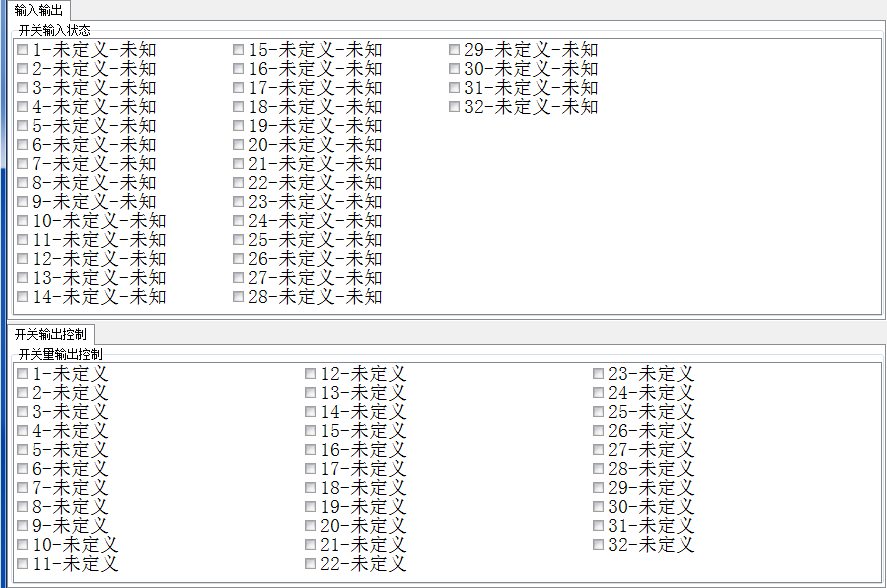 输入输出
开关输入状态
1-未定义-未知
2-未定义-未知
3-未定义-未知
4-未定义-未知
5-未定义-未知
6-未定义-未知
7-未定义-未知
8-未定义-未知
9-未定义-未知
10-未定义-未知
11-未定义-未知
12-未定义-未知
13-未定义-未知
14-未定义-未知
15-未定义-未知
16-未定义-未知
17-未定义-未知
18-未定义-未知
19-未定义-未知
20-未定义-未知
21-未定义-未知
22-未定义-未知
23-未定义-未知
24-未定义-未知
25-未定义-未知
26-未定义-未知
27-未定义-未知
28-未定义-未知
29-未定义-未知
30-未定义-未知
31-未定义-未知
32-未定义-未知
开关输出控制
开关量输出控制
1-未定义
2-未定义
3-未定义
4-未定义
5-未定义
6-未定义
7-未定义
8-未定义
9-未定义
10-未定义
11-未定义
12-未定义
13-未定义
14-未定义
15-未定义
16-未定义
17-未定义
18-未定义
19-未定义
20-未定义
21-未定义
22-未定义
23-未定义
24-未定义
25-未定义
26-未定义
27-未定义
28-未定义
29-未定义
30-未定义
31-未定义
32-未定义